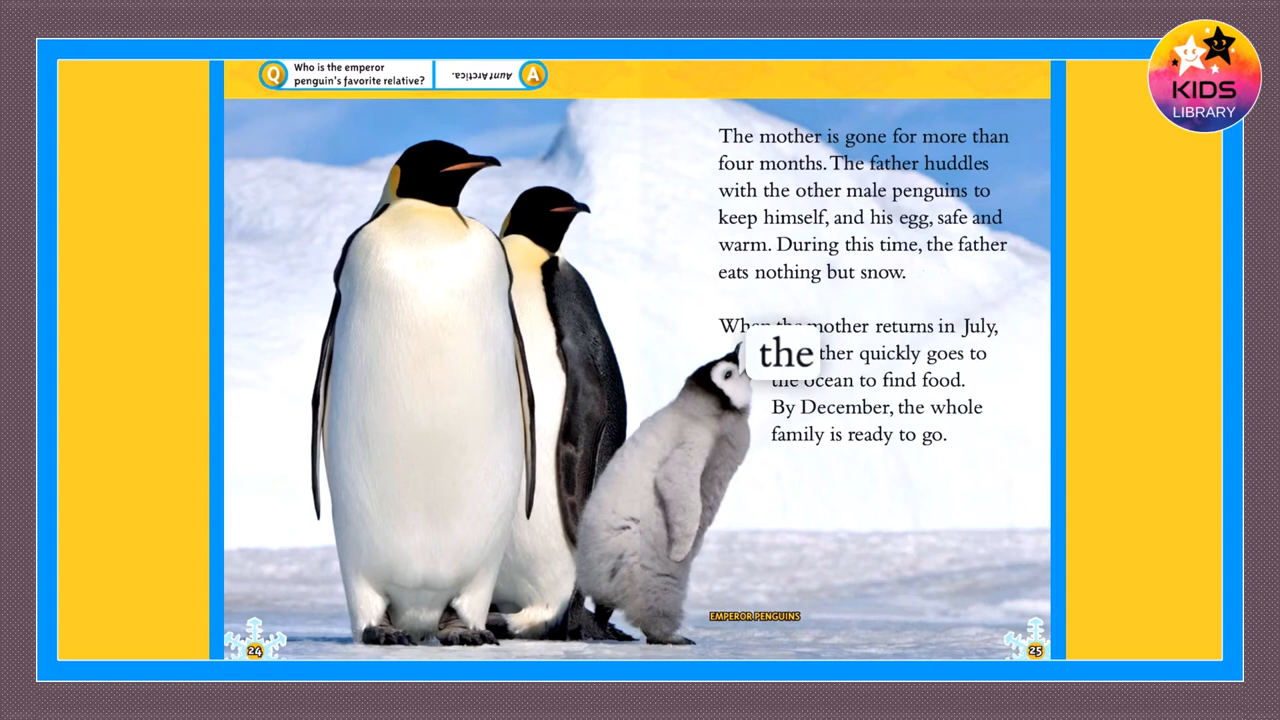 Q
Who is the emperor
penguin's favorite relative?
Aunt Arctica.
A
KIDS
LIBRARY
The mother is gone for more than
four months. The father huddles
with the other male penguins to
keep himself, and his egg, safe and
warm. During this time, the father
eats nothing but snow.
When the mother returns in July,
the ther quickly goes to
the ocean to find food.
By December, the whole
family is ready to go.
EMPEROR PENGUINS
24
25